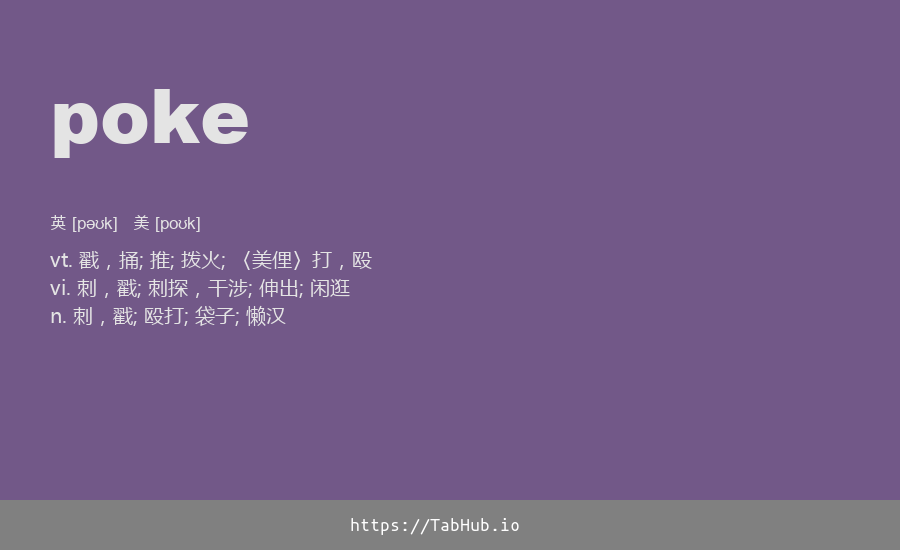 poke
英 [pəʊk] 美 [poʊk]
vt. 戳，捅; 推; 拨火; 〈美俚〉打，殴
vi. 刺，戳; 刺探，干涉; 伸出; 闲逛
n. 刺，戳; 殴打; 袋子; 懒汉
https://TabHub.io